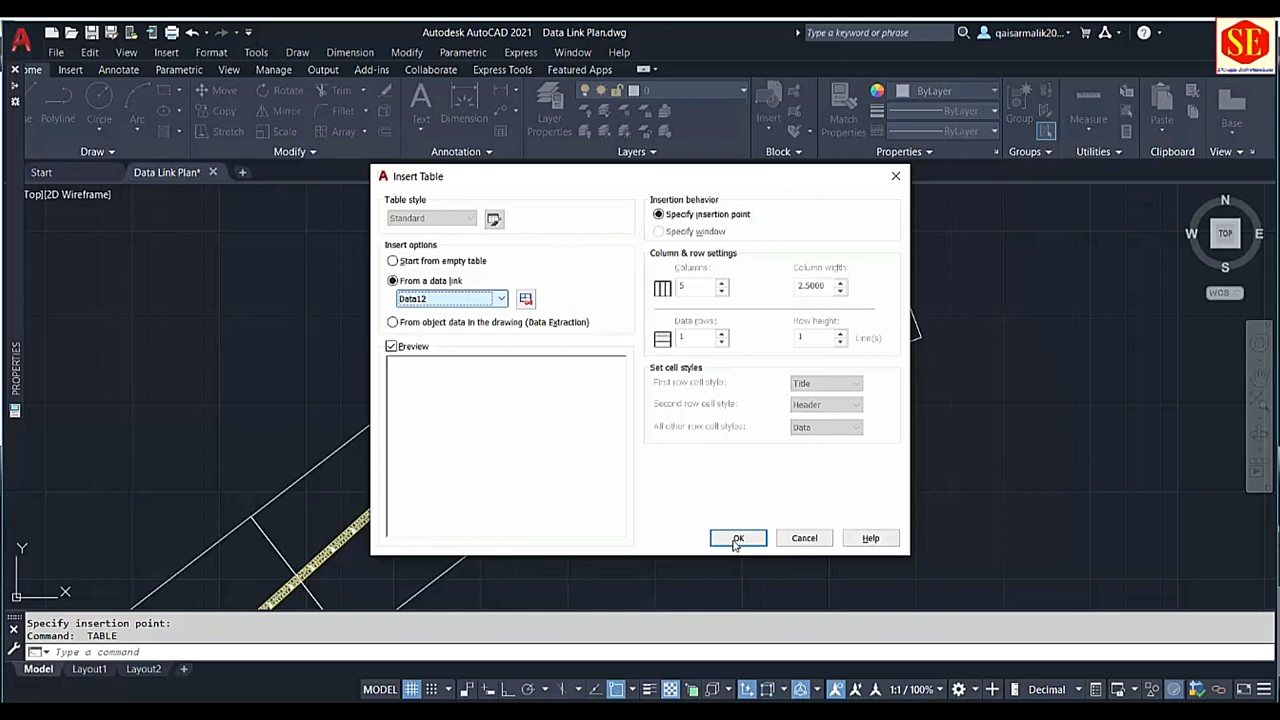 Autodesk AutoCAD 2021 Data Link Plan.dwg
Type a keyword or phrase
qaisarmalik20...
SE
File Edit View Insert Format Tools Draw Dimension Modify Parametric Express Window Help
ome Insert Annotate Parametric View Manage Output Add-ins Collaborate Express Tools Featured Apps
Polyline Circle Arc
Move Rotate Trim
Copy Mirror Fillet
Stretch Scale Array
Text Dimension
Layer Properties
0
Insert
Match Properties
ByLayer
ByLayer
ByLayer
Group
Measure
Paste
Base
Draw Modify Annotation Layers Block Properties Groups Utilities Clipboard View
Start Data Link Plan*
Top][2D Wireframe]
N
W TOP E
S
WCS
PROPERTIES
Insert Table
Table style
Standard
Insert options
Start from empty table
From a data link
Data12
From object data in the drawing (Data Extraction)
Preview
Insertion behavior
Specify insertion point
Specify window
Column & row settings
Columns: Column width:
5 2.5000
Data rows: Row height:
1 1 Line(s)
Set cell styles
First row cell style: Title
Second row cell style: Header
All other row cell styles: Data
OK Cancel Help
Y
X
Specify insertion point:
Command: TABLE
Type a command
Model Layout1 Layout2
MODEL 1:1 / 100% Decimal